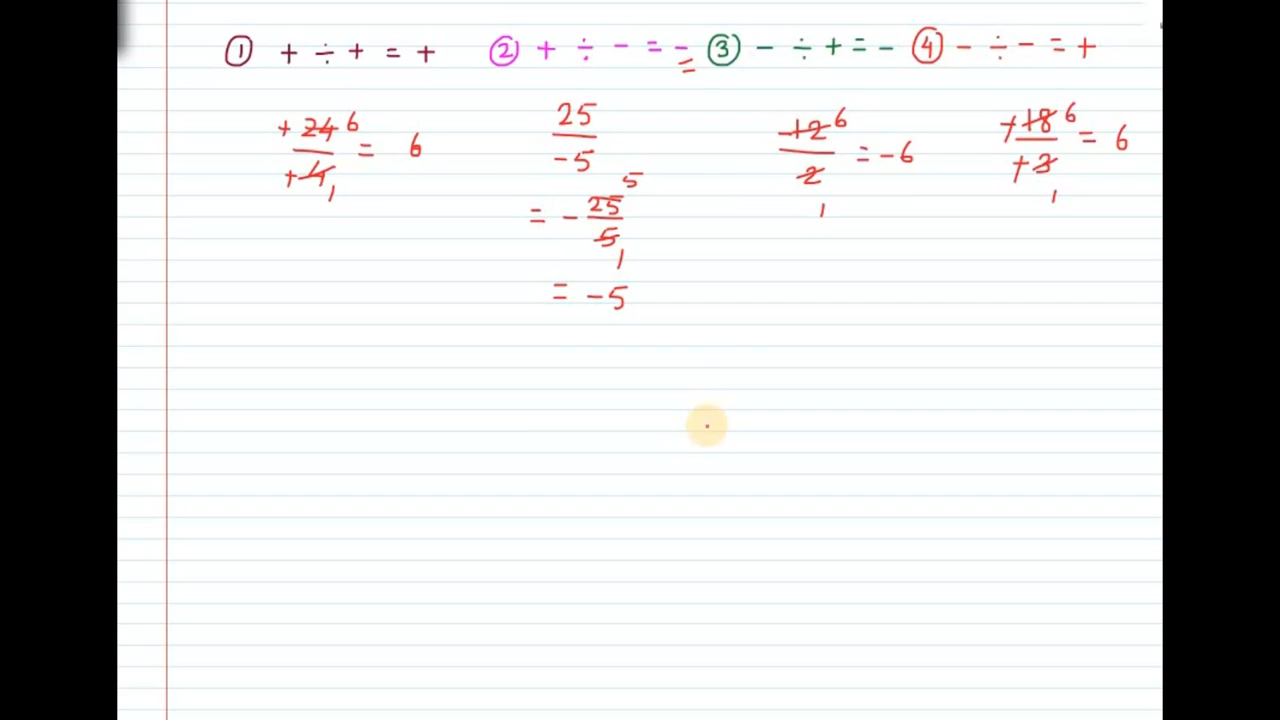 ① + ÷ + = + ② + ÷ - = - ③ - ÷ + = - ④ - ÷ - = +
+24 6 / +4 1 = 6
25 / -5
= - 25 5 / 5 1
= -5
-12 6 / 2 1 = -6
-18 6 / -3 1 = 6